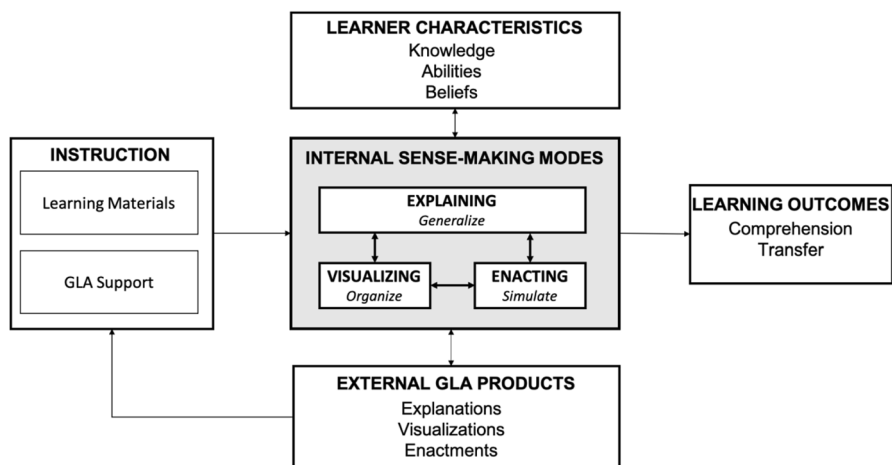 LEARNER CHARACTERISTICS
Knowledge
Abilities
Beliefs
INSTRUCTION
Learning Materials
GLA Support
INTERNAL SENSE-MAKING MODES
EXPLAINING
Generalize
VISUALIZING
Organize
ENACTING
Simulate
LEARNING OUTCOMES
Comprehension
Transfer
EXTERNAL GLA PRODUCTS
Explanations
Visualizations
Enactments